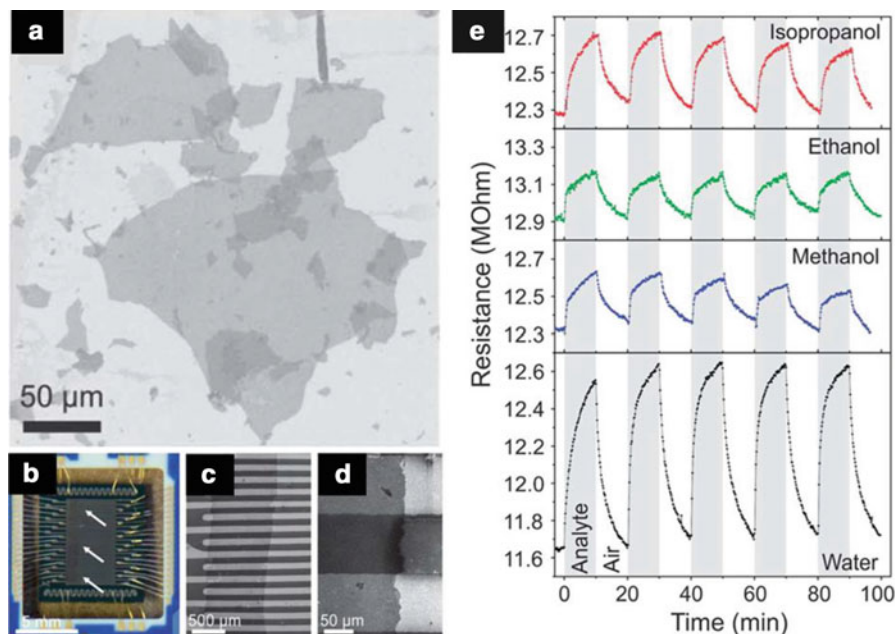 a
50 µm
b
5 mm
c
500 µm
d
50 µm
e
Resistance (MOhm)
12.7
12.5
12.3
Isopropanol
13.3
13.1
12.9
Ethanol
12.5
12.3
Methanol
12.6
12.4
12.2
12.0
11.8
11.6
Analyte
Air
Water
0 20 40 60 80 100
Time (min)